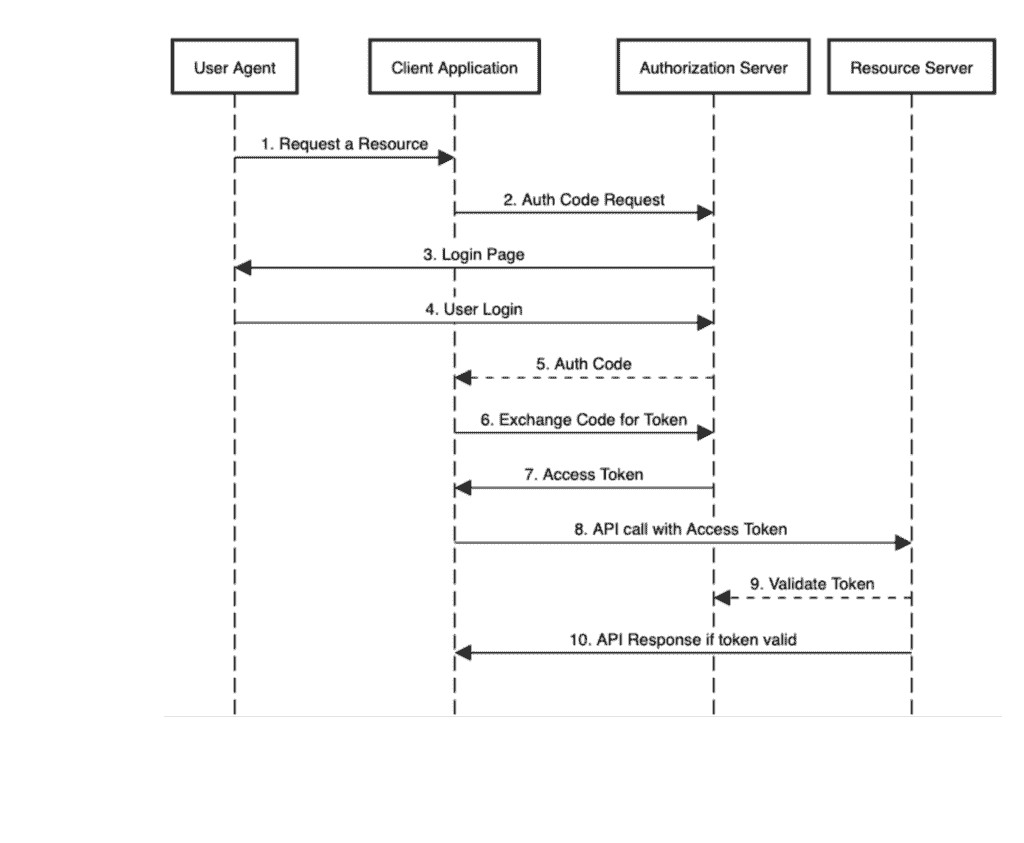 User Agent
Client Application
Authorization Server
Resource Server
1. Request a Resource
2. Auth Code Request
3. Login Page
4. User Login
5. Auth Code
6. Exchange Code for Token
7. Access Token
8. API call with Access Token
9. Validate Token
10. API Response if token valid